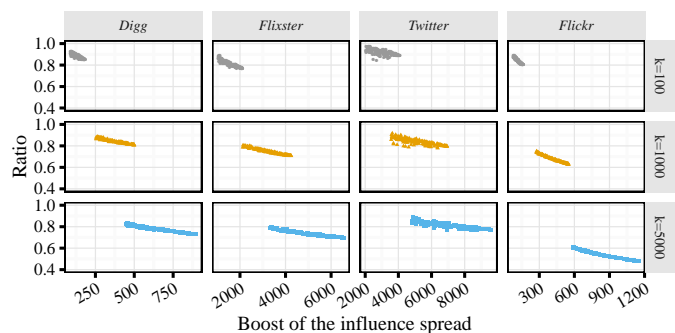 Digg Flixster Twitter Flickr
1.0
0.8
0.6
0.4
k=100
1.0
0.8
0.6
0.4
k=1000
1.0
0.8
0.6
0.4
k=5000
Ratio
250 500 750 2000 4000 6000 2000 4000 6000 8000 300 600 900 1200
Boost of the influence spread